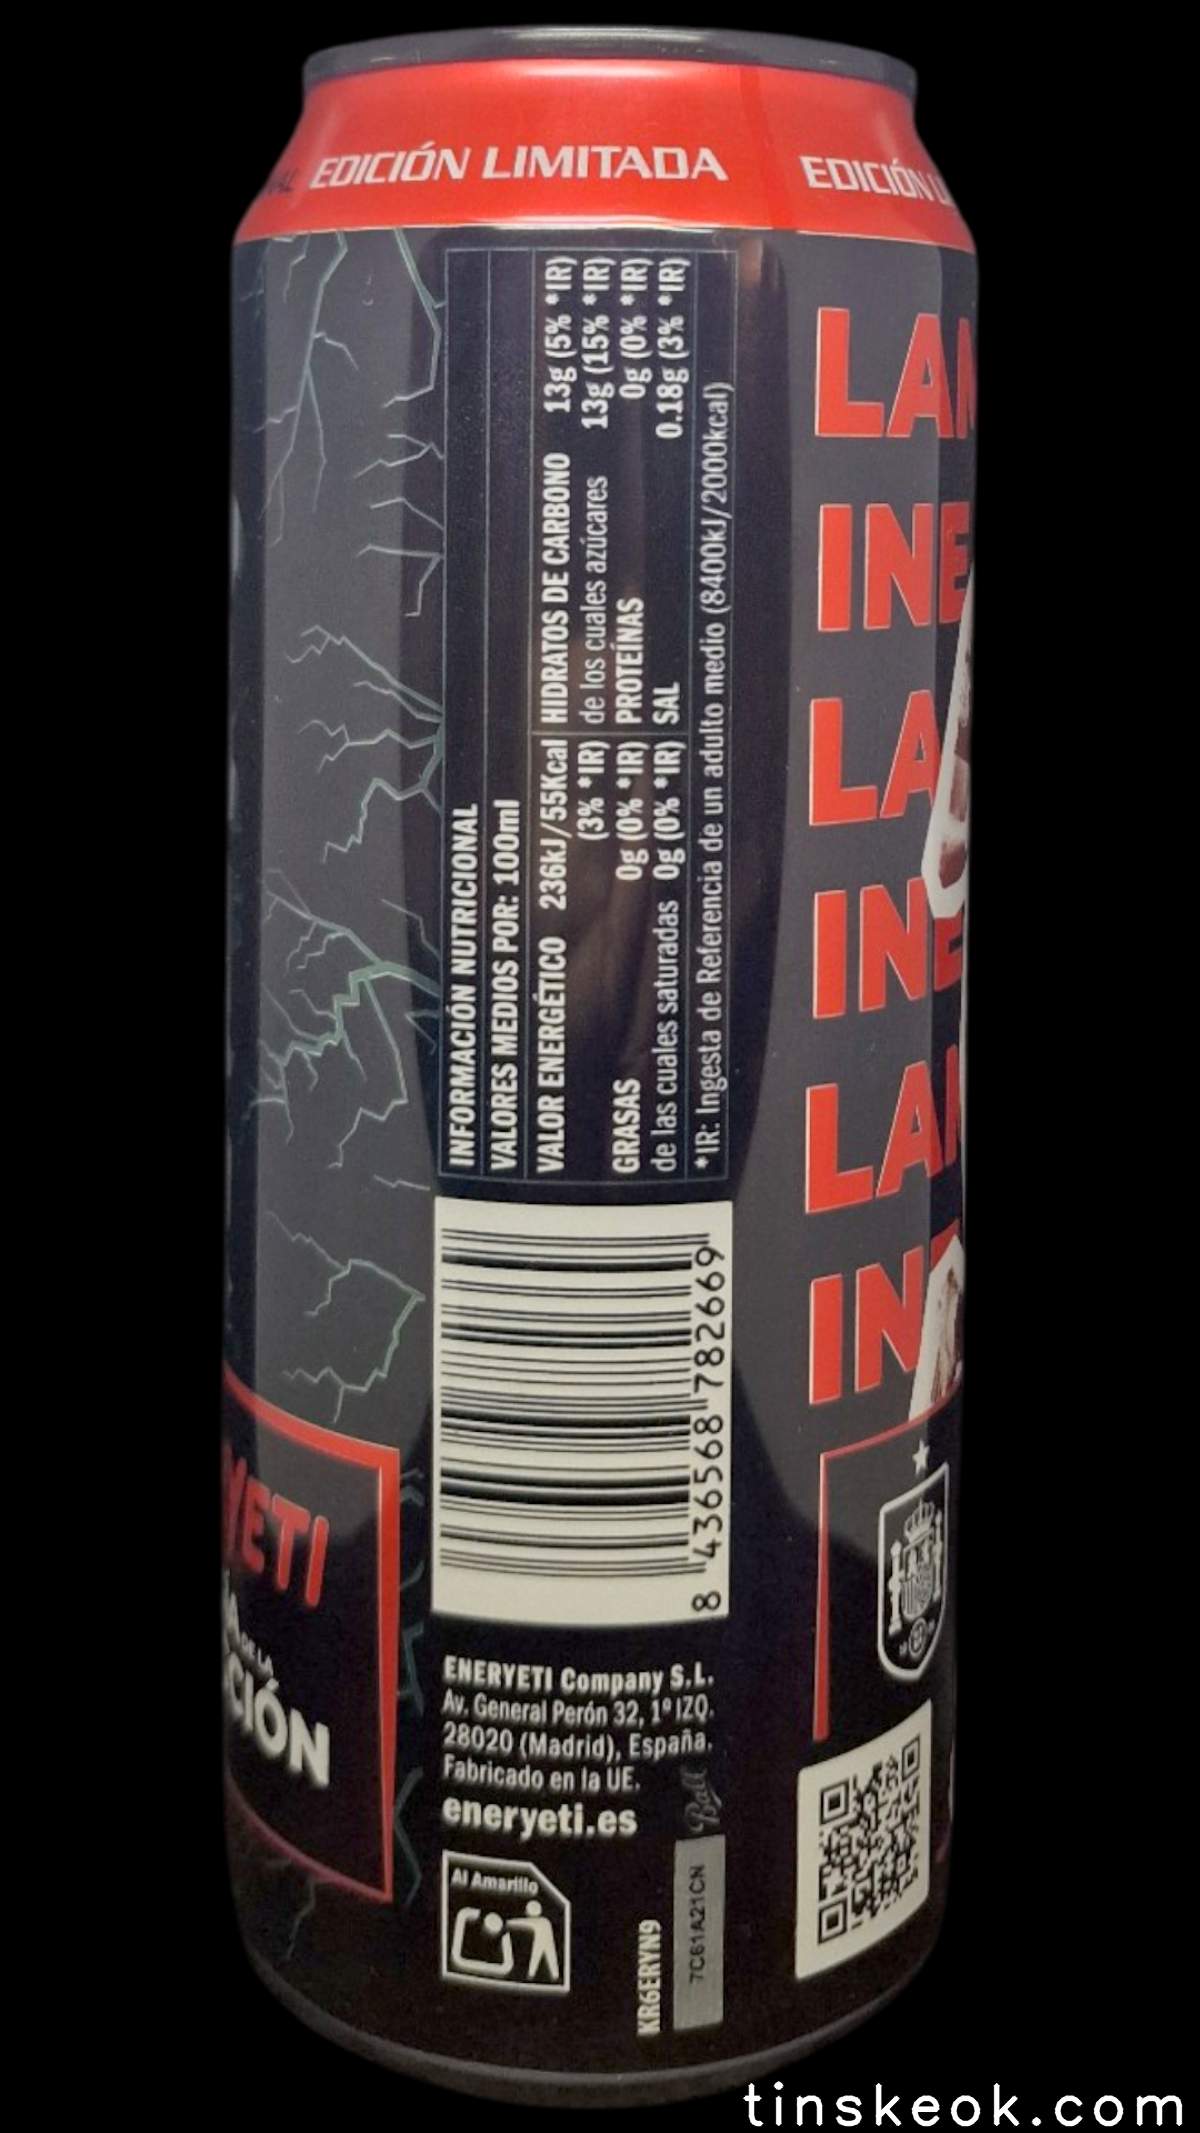 EDICIÓN LIMITADA
EDICIÓN
INFORMACIÓN NUTRICIONAL
VALORES MEDIOS POR: 100ml
VALOR ENERGÉTICO 236kJ/55Kcal
(3% *IR)
GRASAS 0g (0% *IR)
de las cuales saturadas 0g (0% *IR)
HIDRATOS DE CARBONO 13g (5% *IR)
de los cuales azúcares 13g (15% *IR)
PROTEÍNAS 0g (0% *IR)
SAL 0.18g (3% *IR)
*IR: Ingesta de Referencia de un adulto medio (8400kJ/2000kcal)
8 436568 782669
ENERYETI Company S.L.
Av. General Perón 32, 1º IZQ.
28020 (Madrid), España.
Fabricado en la UE.
eneryeti.es
Ball
Al Amarillo
KR6ERYN9
7C61A21CN
LA
INE
LA
INE
LA
IN
YETI
DE LA
CIÓN
tinskeok.com